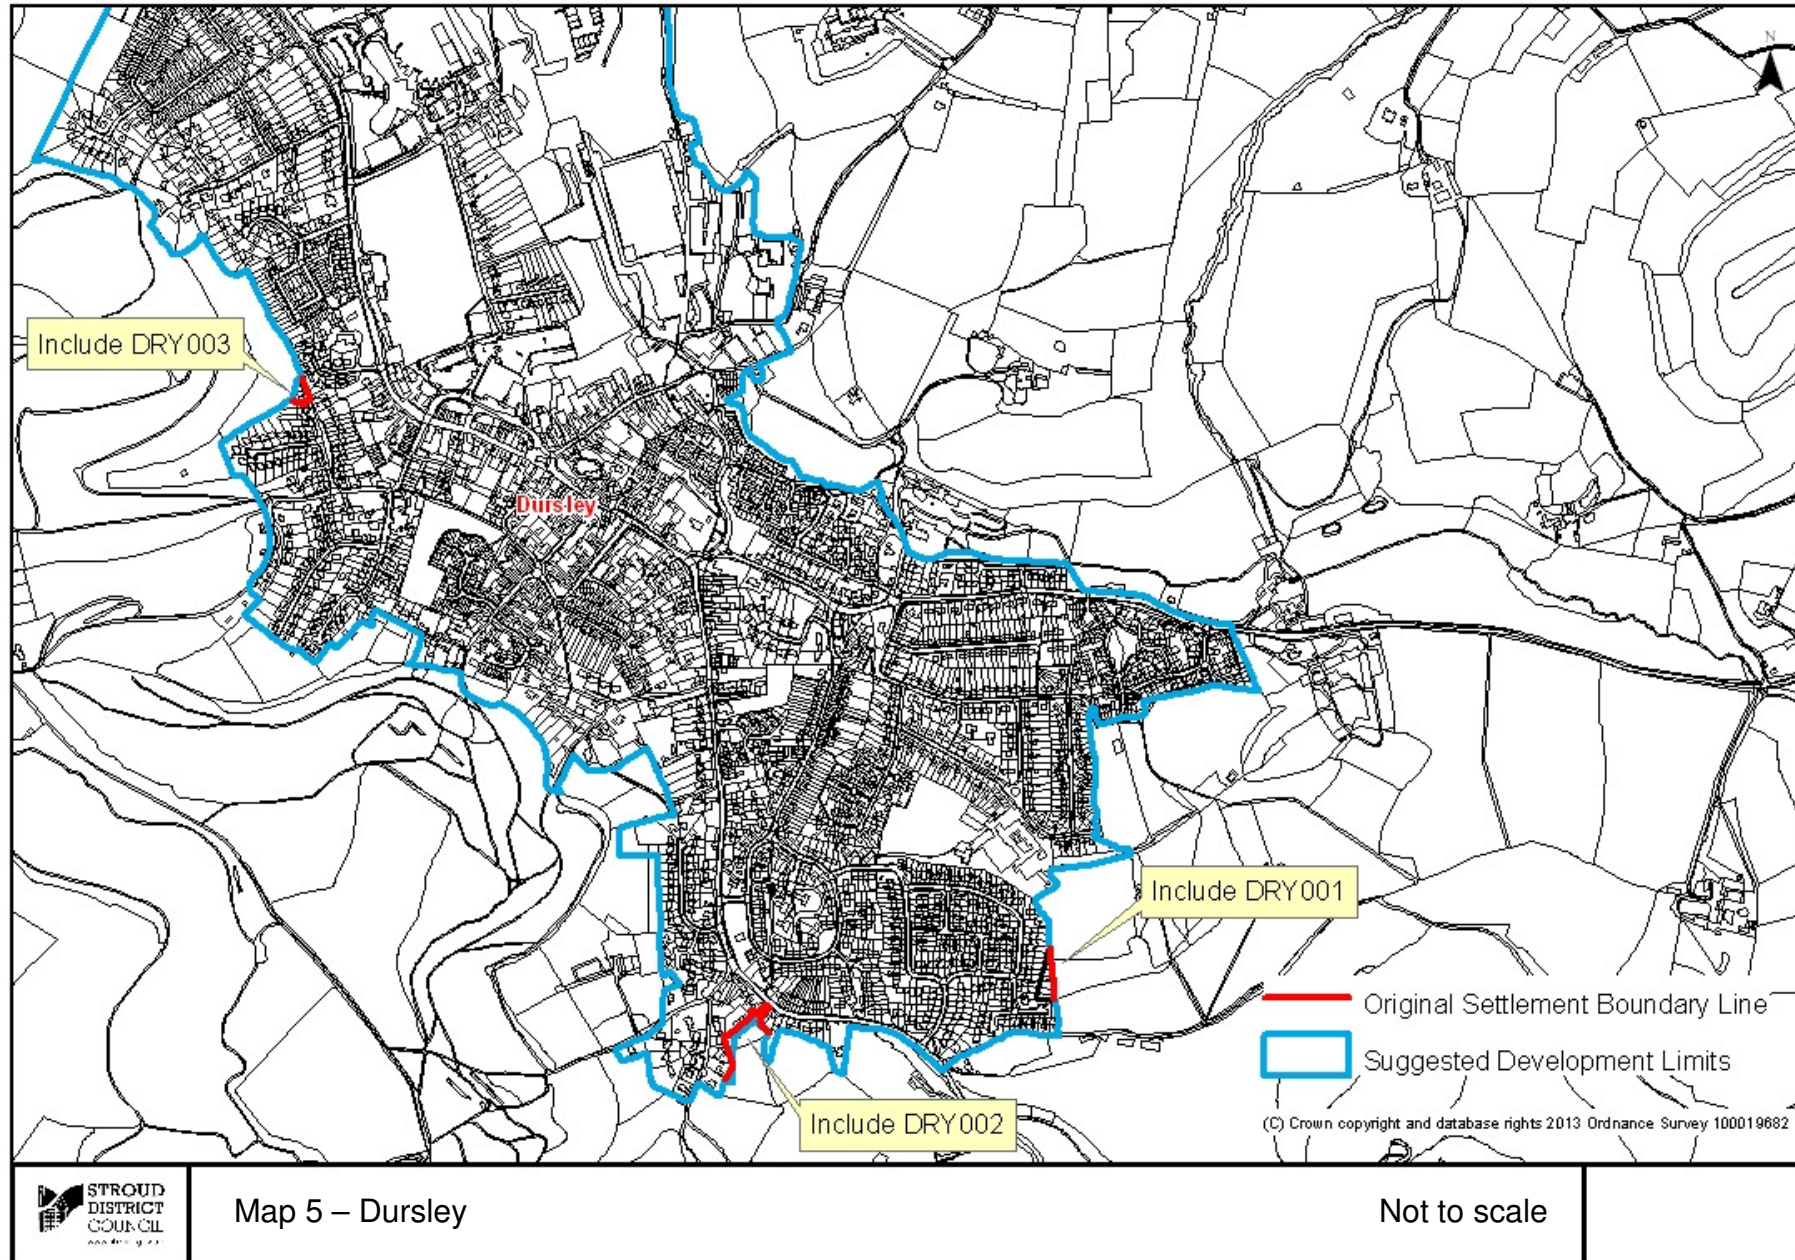 N
Include DRY003
Dursley
Include DRY001
Original Settlement Boundary Line
Suggested Development Limits
Include DRY002
(C) Crown copyright and database rights 2013 Ordnance Survey 100019682
STROUD
DISTRICT
COUNCIL
Map 5 – Dursley
Not to scale